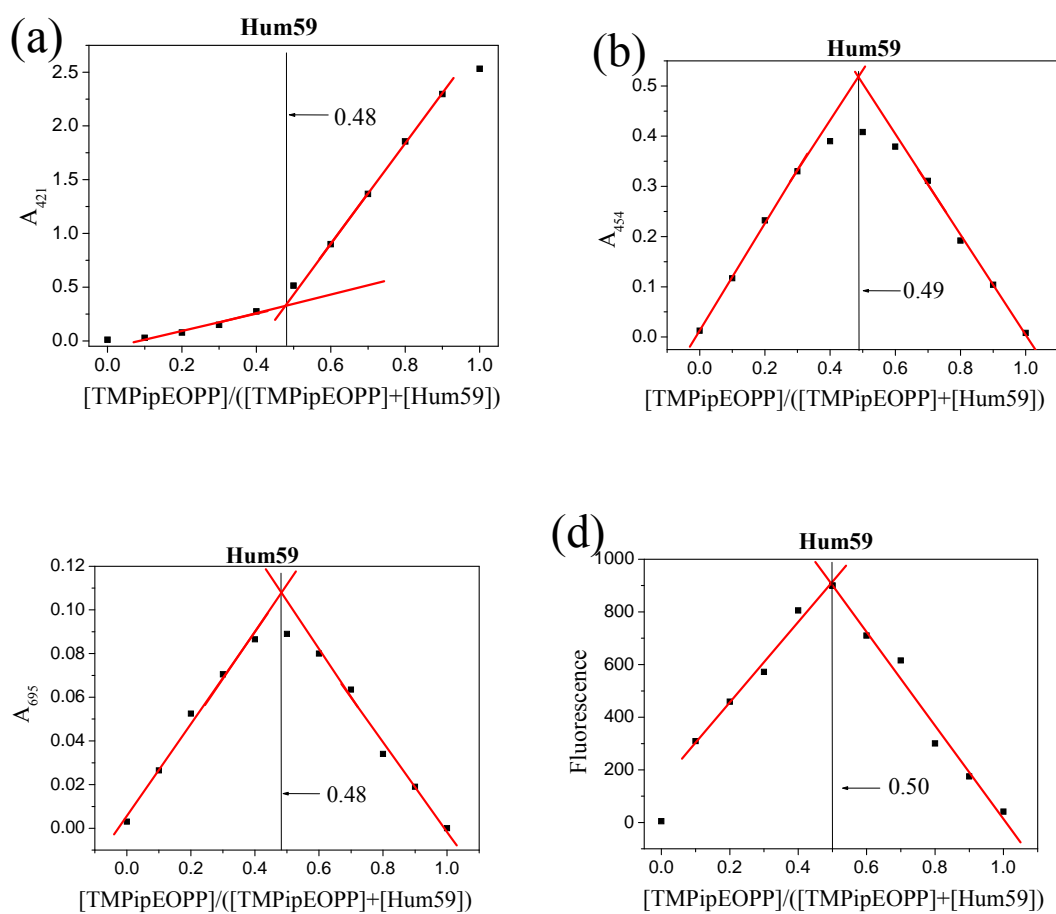 (a)
Hum59
2.5
2.0
1.5
1.0
0.5
0.0
A421
0.48
0.0 0.2 0.4 0.6 0.8 1.0
[TMPipEOPP]/([TMPipEOPP]+[Hum59])
(b)
Hum59
0.5
0.4
0.3
0.2
0.1
0.0
A454
0.49
0.0 0.2 0.4 0.6 0.8 1.0
[TMPipEOPP]/([TMPipEOPP]+[Hum59])
Hum59
0.12
0.10
0.08
0.06
0.04
0.02
0.00
A695
0.48
0.0 0.2 0.4 0.6 0.8 1.0
[TMPipEOPP]/([TMPipEOPP]+[Hum59])
(d)
Hum59
1000
800
600
400
200
0
Fluorescence
0.50
0.0 0.2 0.4 0.6 0.8 1.0
[TMPipEOPP]/([TMPipEOPP]+[Hum59])